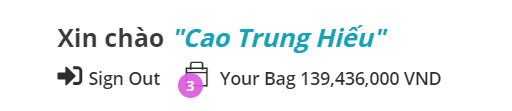 Xin chào "Cao Trung Hiếu"
Sign Out 3 Your Bag 139,436,000 VND